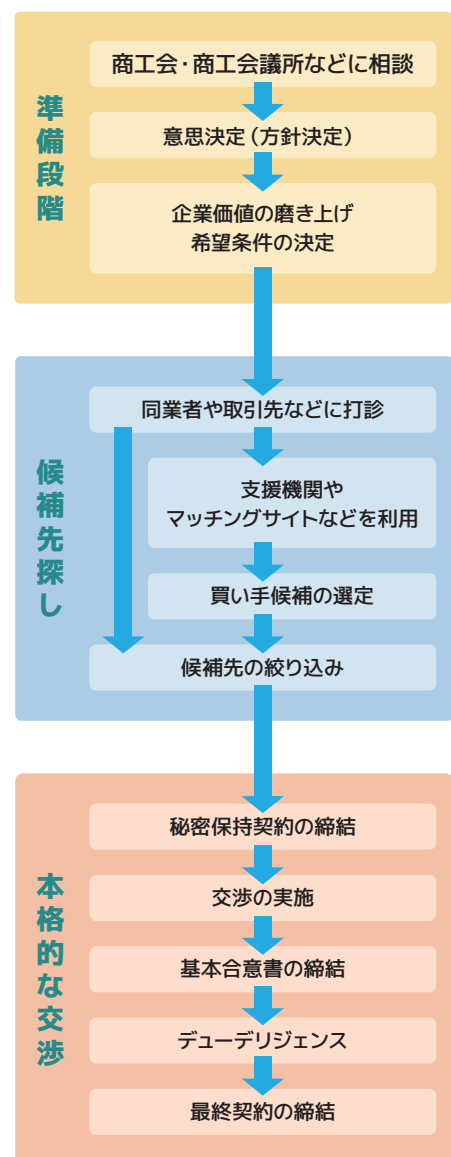 準備段階
商工会・商工会議所などに相談
意思決定（方針決定）
企業価値の磨き上げ
希望条件の決定
候補先探し
同業者や取引先などに打診
支援機関や
マッチングサイトなどを利用
買い手候補の選定
候補先の絞り込み
本格的な交渉
秘密保持契約の締結
交渉の実施
基本合意書の締結
デューデリジェンス
最終契約の締結